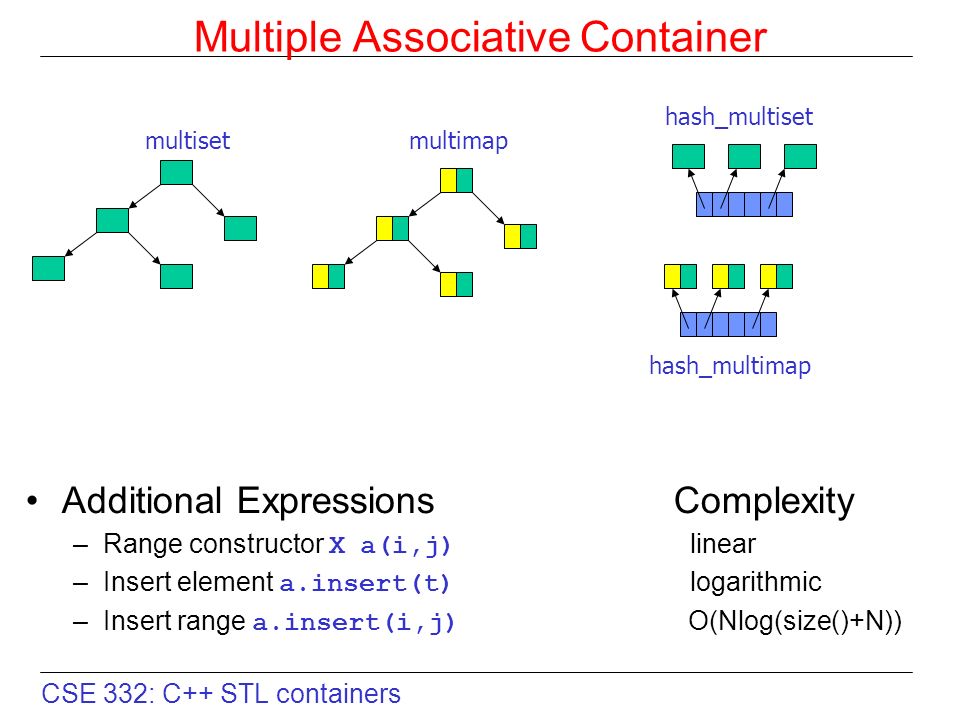 Multiple Associative Container
hash_multiset
multiset multimap
hash_multimap
• Additional Expressions Complexity
– Range constructor X a(i,j) linear
– Insert element a.insert(t) logarithmic
– Insert range a.insert(i,j) O(Nlog(size()+N))
CSE 332: C++ STL containers